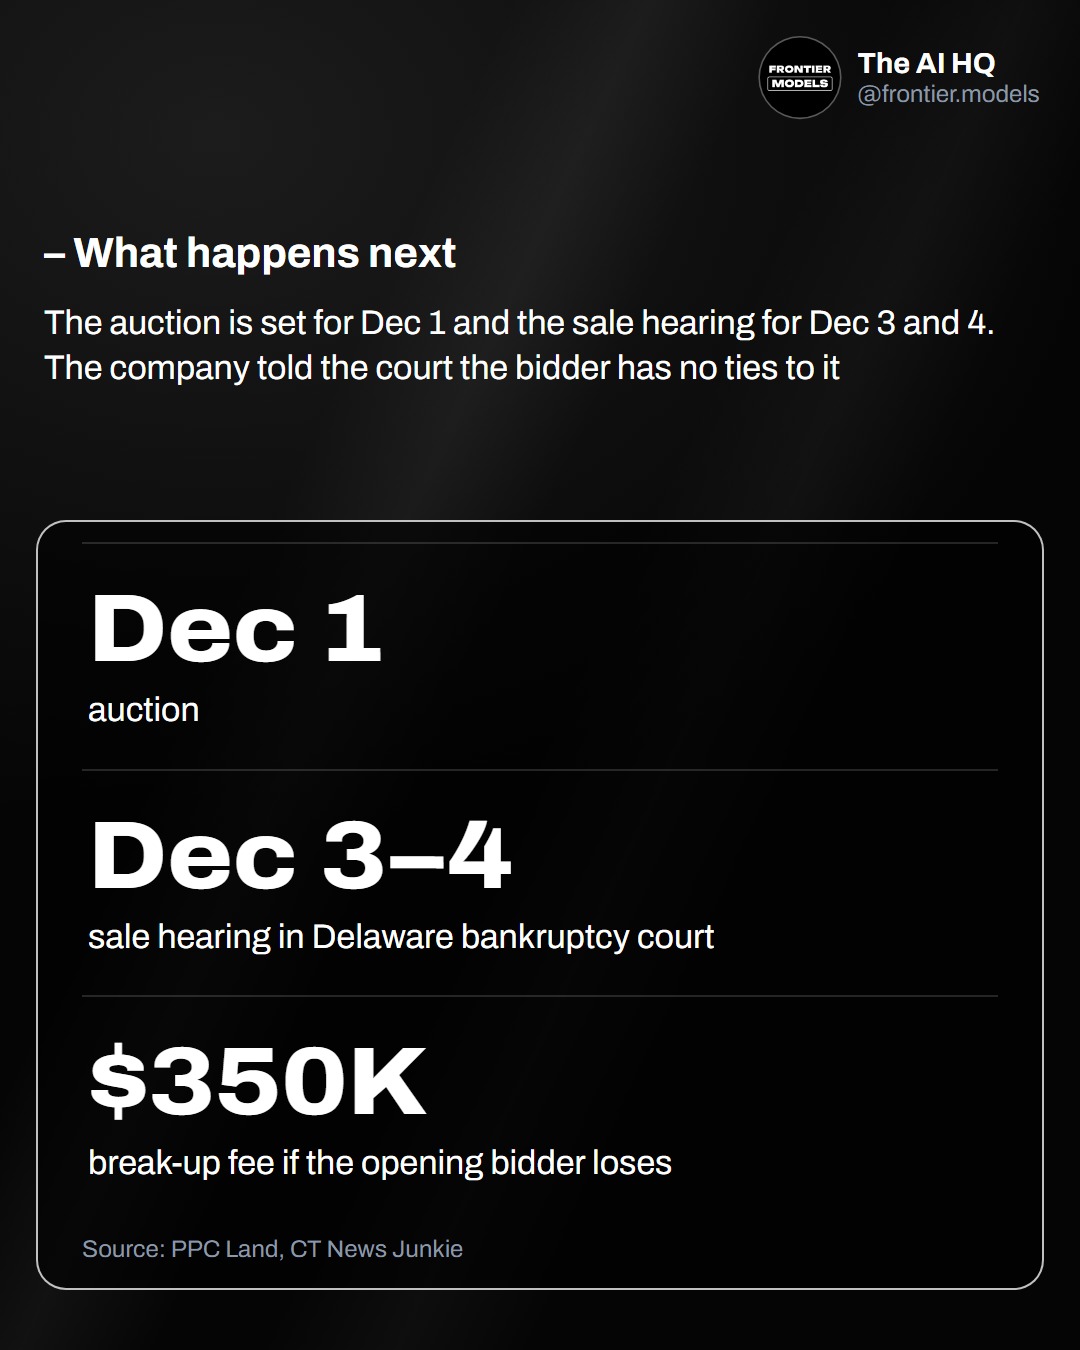 FRONTIER
MODELS
The AI HQ
@frontier.models
– What happens next
The auction is set for Dec 1 and the sale hearing for Dec 3 and 4.
The company told the court the bidder has no ties to it
Dec 1
auction
Dec 3–4
sale hearing in Delaware bankruptcy court
$350K
break-up fee if the opening bidder loses
Source: PPC Land, CT News Junkie